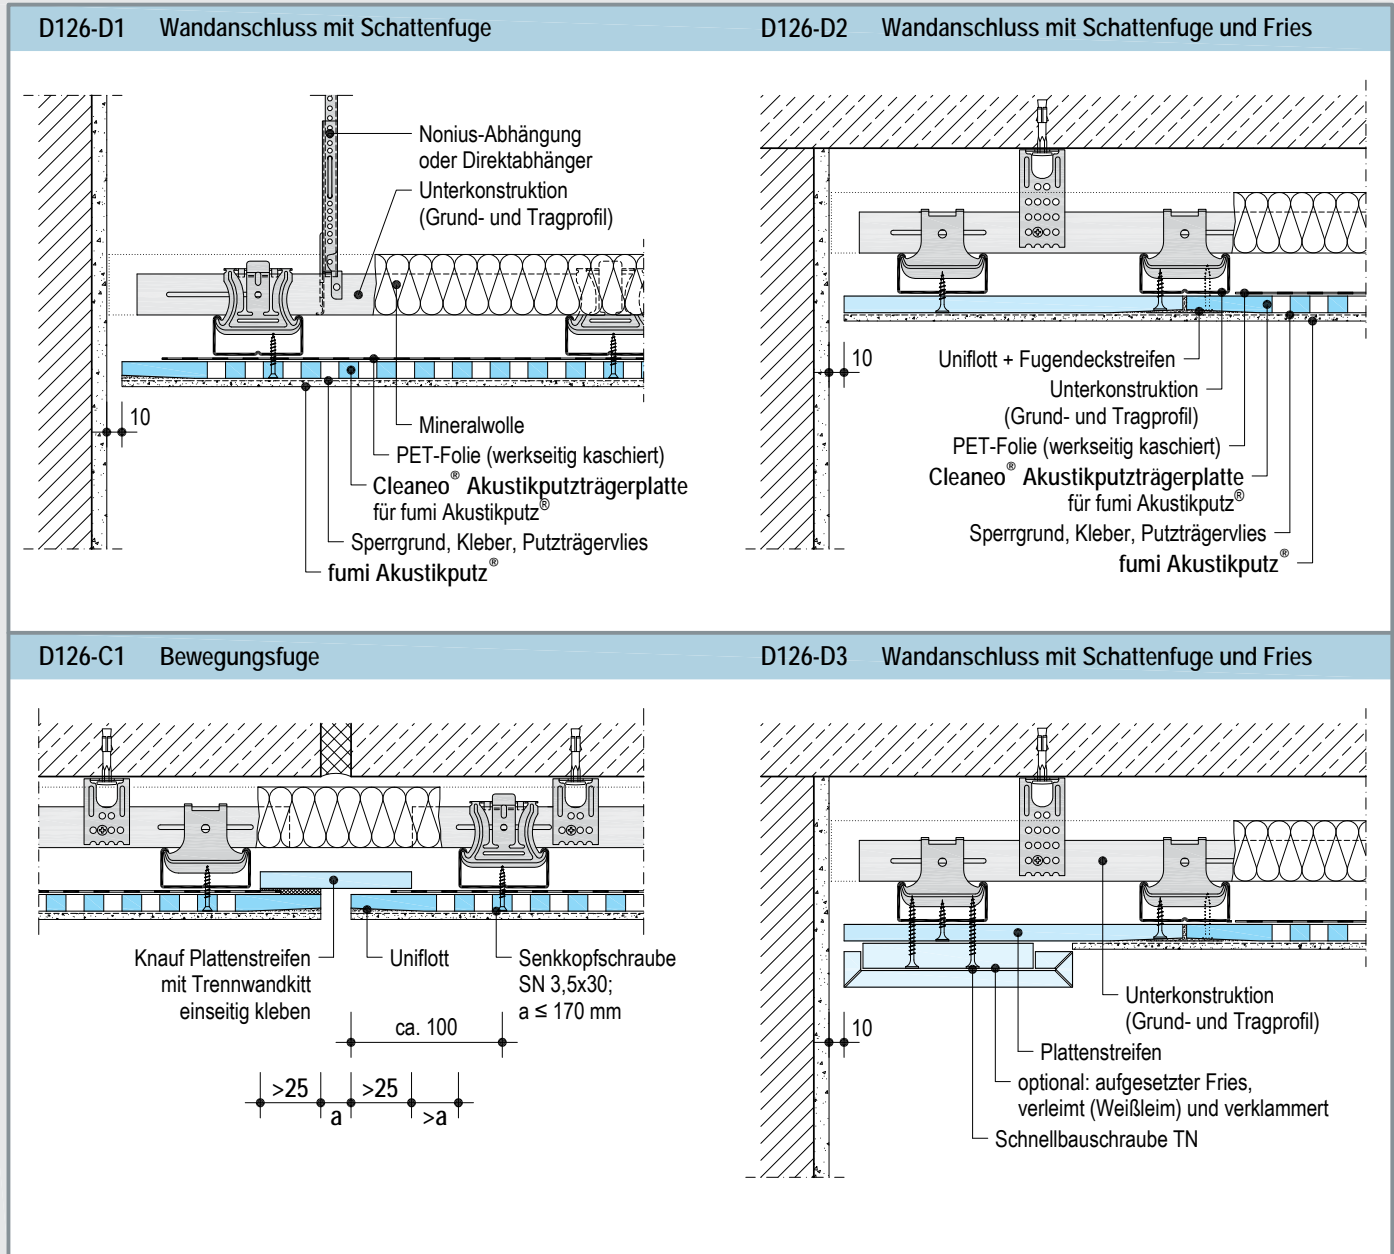 D126-D1 Wandanschluss mit Schattenfuge
Nonius-Abhängung
oder Direktabhänger
Unterkonstruktion
(Grund- und Tragprofil)
10
Mineralwolle
PET-Folie (werkseitig kaschiert)
Cleaneo® Akustikputzträgerplatte
für fumi Akustikputz®
Sperrgrund, Kleber, Putzträgervlies
fumi Akustikputz®
D126-D2 Wandanschluss mit Schattenfuge und Fries
10
Uniflott + Fugendeckstreifen
Unterkonstruktion
(Grund- und Tragprofil)
PET-Folie (werkseitig kaschiert)
Cleaneo® Akustikputzträgerplatte
für fumi Akustikputz®
Sperrgrund, Kleber, Putzträgervlies
fumi Akustikputz®
D126-C1 Bewegungsfuge
Knauf Plattenstreifen
mit Trennwandkitt
einseitig kleben
Uniflott
Senkkopfschraube
SN 3,5x30;
a ≤ 170 mm
ca. 100
>25 a >25 >a
D126-D3 Wandanschluss mit Schattenfuge und Fries
10
Unterkonstruktion
(Grund- und Tragprofil)
Plattenstreifen
optional: aufgesetzter Fries,
verleimt (Weißleim) und verklammert
Schnellbauschraube TN